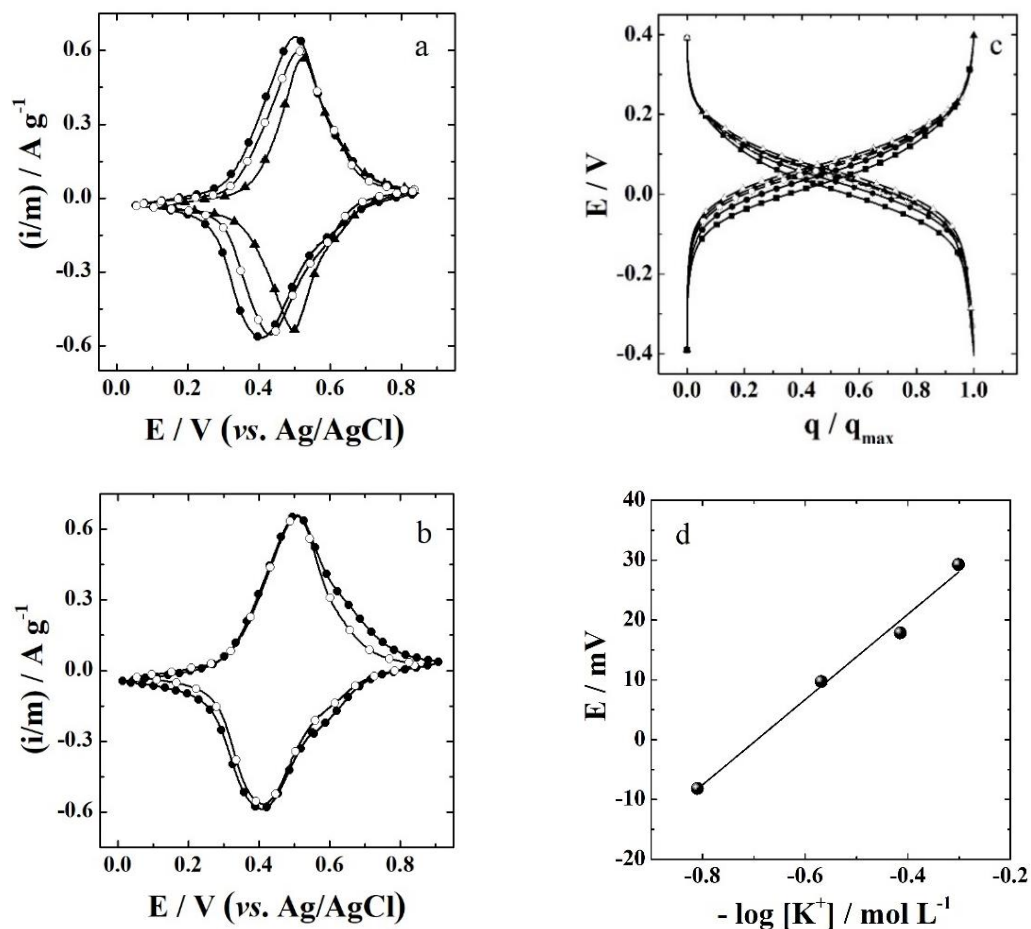 a
0.6
0.3
0.0
-0.3
-0.6
(i/m) / A g⁻¹
0.0 0.2 0.4 0.6 0.8
E / V (vs. Ag/AgCl)
c
0.4
0.2
0.0
-0.2
-0.4
E / V
0.0 0.2 0.4 0.6 0.8 1.0
q / qmax
b
0.6
0.3
0.0
-0.3
-0.6
(i/m) / A g⁻¹
0.0 0.2 0.4 0.6 0.8
E / V (vs. Ag/AgCl)
d
40
30
20
10
0
-10
-20
E / mV
-0.8 -0.6 -0.4 -0.2
- log [K⁺] / mol L⁻¹